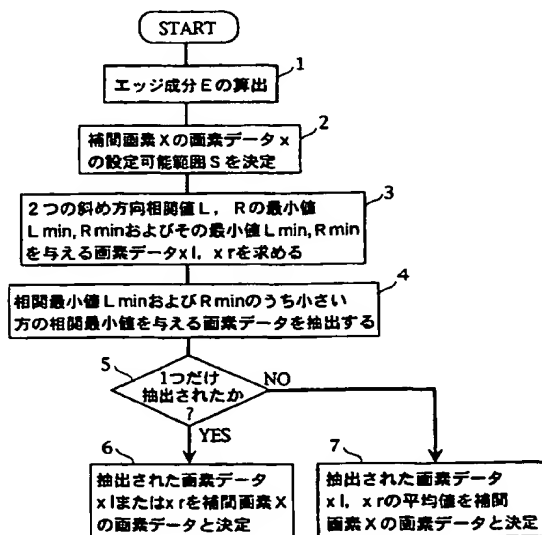 START
1
エッジ成分Eの算出
2
補間画素Xの画素データx
の設定可能範囲Sを決定
3
2つの斜め方向相関値L, Rの最小値
Lmin, Rminおよびその最小値Lmin, Rmin
を与える画素データxl, xrを求める
4
相関最小値LminおよびRminのうち小さい
方の相関最小値を与える画素データを抽出する
5
1つだけ
抽出されたか
?
NO
YES
6
抽出された画素データ
xlまたはxrを補間画素X
の画素データと決定
7
抽出された画素データ
xl, xrの平均値を補間
画素Xの画素データと決定